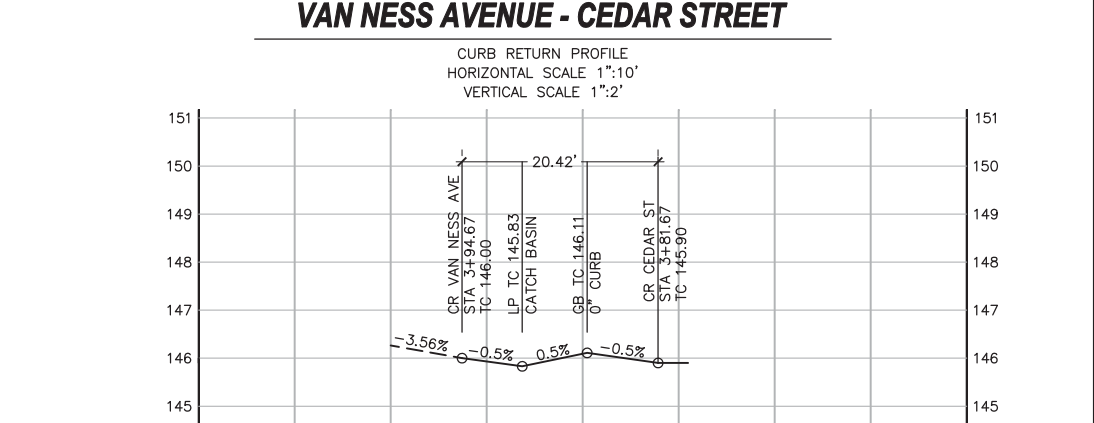 VAN NESS AVENUE - CEDAR STREET
CURB RETURN PROFILE
HORIZONTAL SCALE 1":10'
VERTICAL SCALE 1":2'
151
151
150
150
149
149
148
148
147
147
146
146
145
145
20.42'
CR VAN NESS AVE
STA 3+94.67
TC 146.00
LP TC 145.83
CATCH BASIN
GB TC 146.11
0" CURB
CR CEDAR ST
STA 3+81.67
TC 145.90
-3.56%
-0.5%
0.5%
-0.5%